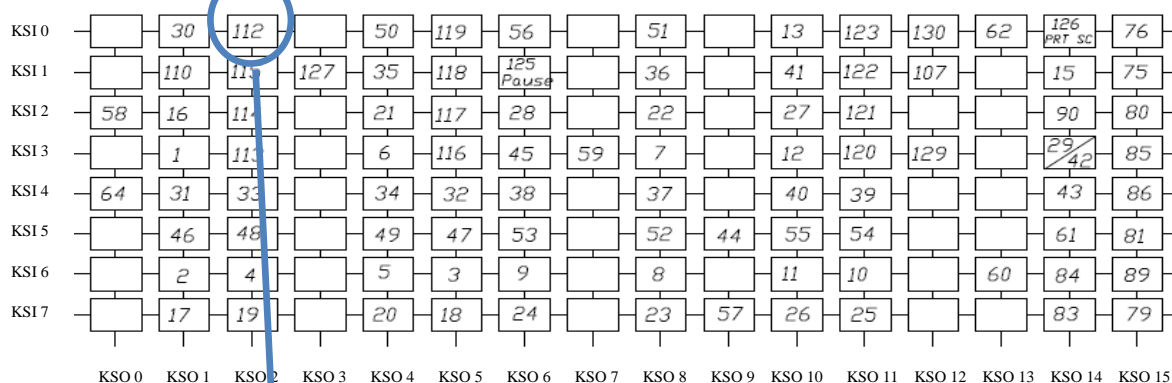 KSI 0 30 112 50 119 56 51 13 123 130 62 126 PRT SC 76
KSI 1 110 115 127 35 118 125 Pause 36 41 122 107 15 75
KSI 2 58 16 114 21 117 28 22 27 121 90 80
KSI 3 1 113 6 116 45 59 7 12 120 129 29/42 85
KSI 4 64 31 33 34 32 38 37 40 39 43 86
KSI 5 46 48 49 47 53 52 44 55 54 61 81
KSI 6 2 4 5 3 9 8 11 10 60 84 89
KSI 7 17 19 20 18 24 23 57 26 25 83 79
KSO 0 KSO 1 KSO 2 KSO 3 KSO 4 KSO 5 KSO 6 KSO 7 KSO 8 KSO 9 KSO 10 KSO 11 KSO 12 KSO 13 KSO 14 KSO 15